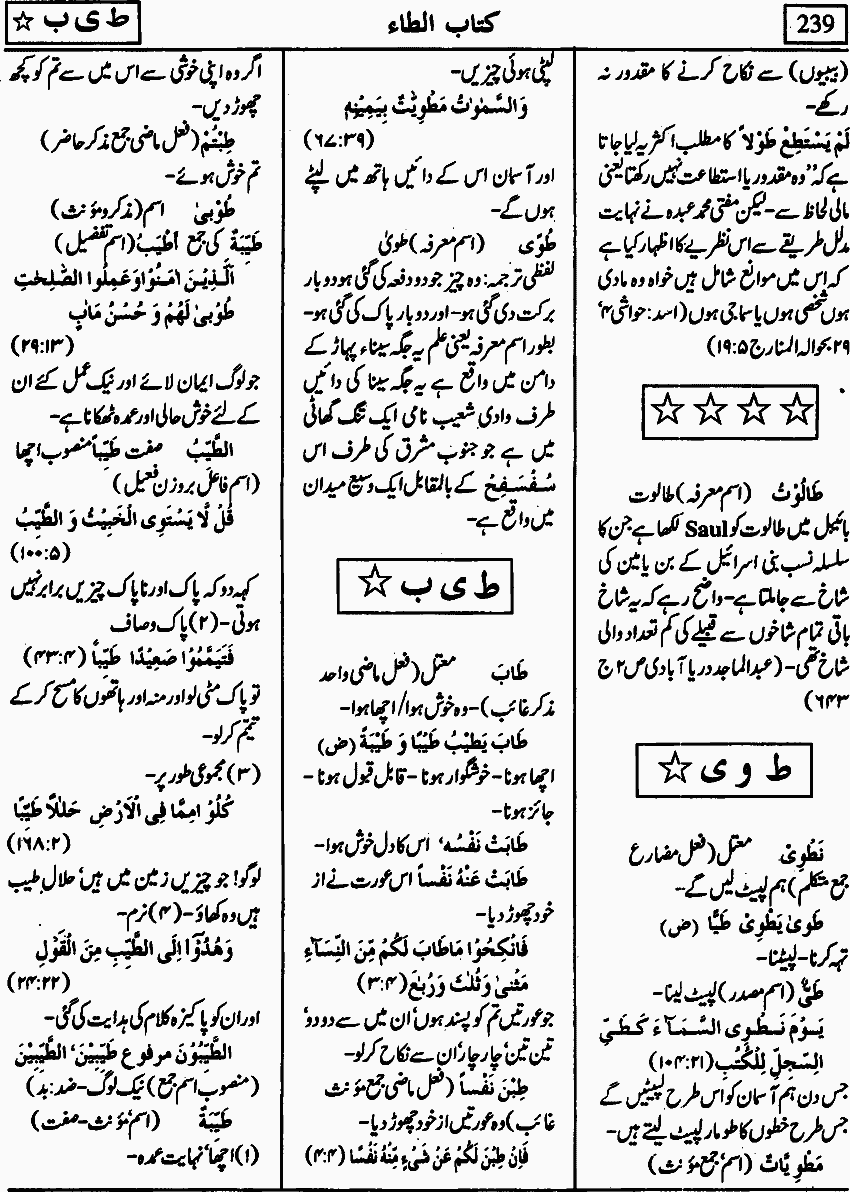 239
کتاب الطاء
ط ی ب ☆
(بیبیوں) سے نکاح کرنے کا مقدور نہ
رکھے-
لَمْ یَسْتَطِعْ طَوْلاً کا مطلب اکثر یہ لیا جاتا
ہے کہ ”وہ مقدور یا استطاعت نہیں رکھتا یعنی
مالی لحاظ سے-لیکن مفتی محمد عبدہ نے نہایت
مدلل طریقے سے اس نظریے کا اظہار کیا ہے
کہ اس میں موانع شامل ہیں خواہ وہ مادی
ہوں شخصی ہوں یا سماجی ہوں (اسد: حواشی ۴‘
۲۹ بحوالہ المنار ج ۱۹:۵)
☆ ☆ ☆ ☆
طَالُوْتُ (اسم معرفہ) طالوت
بائبل میں طالوت کو Saul لکھا ہے جن کا
سلسلہ نسب بنی اسرائیل کے بن یامین کی
شاخ سے جا ملتا ہے-واضح رہے کہ یہ شاخ
باقی تمام شاخوں سے قبیلے کی کم تعداد والی
شاخ تھی-(عبدالماجد دریا آبادی ص ۲ ج
۶۴۳)
ط و ی ☆
نَطْوِیْ معتل (فعل مضارع
جمع متکلم) ہم لپیٹ لیں گے-
طَویٰ یَطْوِیْ طَیًّا (ض)
تہہ کرنا-لپیٹنا-
طَیٌّ (اسم مصدر) لپیٹ لینا-
یَوْمَ نَطْوِی السَّمَآءَ کَطَیِّ
السِّجِلِّ لِلْکُتُبِ (۱۰۴:۲۱)
جس دن ہم آسمان کو اس طرح لپیٹیں گے
جس طرح خطوں کا طومار لپیٹ لیتے ہیں-
مَطْوِیَّاتٌ (اسم‘ جمع مؤنث)
لپٹی ہوئی چیزیں-
وَالسَّمٰوٰتُ مَطْوِیّٰتٌ بِیَمِیْنِهٖ
(۶۷:۳۹)
اور آسمان اس کے دائیں ہاتھ میں لپٹے
ہوں گے-
طُوًی (اسم معرفہ) طویٰ
لفظی ترجمہ: وہ چیز جو دو دفعہ کی گئی ہو دو بار
برکت دی گئی ہو-اور دو بار پاک کی گئی ہو-
بطور اسم معرفہ یعنی علم یہ جگہ سیناء پہاڑ کے
دامن میں واقع ہے یہ جگہ سینا کی دائیں
طرف وادی شعیب نامی ایک تنگ گھاٹی
میں ہے جو جنوب مشرق کی طرف اس
سُفْسَفِحْ کے بالمقابل ایک وسیع میدان
میں واقع ہے-
ط ی ب ☆
طَابَ معتل (فعل ماضی واحد
مذکر غائب)-وہ خوش ہوا/اچھا ہوا-
طَابَ یَطِیْبُ طَیْبًا وَ طَیْبَةً (ض)
اچھا ہونا-خوشگوار ہونا-قابل قبول ہونا-
جائز ہونا-
طَابَتْ نَفْسُه‘ اس کا دل خوش ہوا-
طَابَتْ عَنْهُ نَفْساً اس عورت نے از
خود چھوڑ دیا-
فَانْکِحُوْا مَاطَابَ لَکُمْ مِّنَ النِّسَآءِ
مَثْنیٰ وَثُلٰثَ وَرُبٰعَ (۳:۴)
جو عورتیں تم کو پسند ہوں‘ ان میں سے دو دو‘
تین تین‘ چار چار‘ ان سے نکاح کرلو-
طِبْنَ نَفْساً (فعل ماضی جمع مؤنث
غائب) وہ عورتیں از خود چھوڑ دیا-
فَاِنْ طِبْنَ لَکُمْ عَنْ شَیْءٍ مِّنْهُ نَفْسًا (۴:۴)
اگر وہ اپنی خوشی سے اس میں سے تم کو کچھ
چھوڑ دیں-
طِبْتُمْ (فعل ماضی جمع مذکر حاضر)
تم خوش ہوئے-
طُوْبیٰ اسم (مذکر و مؤنث)
طَیِّبَةٌ کی جمع اَطْیَبُ (اسم تفضیل)
اَلَّذِیْنَ اٰمَنُوْا وَعَمِلُوا الصّٰلِحٰتِ
طُوْبیٰ لَهُمْ وَ حُسْنُ مَاٰبٍ
(۲۹:۱۳)
جو لوگ ایمان لائے اور نیک عمل کئے ان
کے لئے خوش حالی اور عمدہ ٹھکانا ہے-
الطَّیِّبُ صفت طَیِّباً منصوب اچھا
(اسم فاعل بروزن فعیل)
قُلْ لَّا یَسْتَوِی الْخَبِیْثُ وَ الطَّیِّبُ
(۱۰۰:۵)
کہہ دو کہ پاک اور ناپاک چیزیں برابر نہیں
ہوتی-(۲) پاک و صاف
فَتَیَمَّمُوْا صَعِیْدًا طَیِّباً (۴۳:۴)
تو پاک مٹی لو اور منہ اور ہاتھوں کا مسح کر کے
تیمّم کرلو-
(۳) مجموعی طور پر-
کُلُوْ امِمَّا فِی الْاَرْضِ حَلٰلاً طَیِّبًا
(۱۶۸:۲)
لوگو! جو چیزیں زمین میں ہیں‘ حلال طیب
ہیں وہ کھاؤ-(۴) نرم-
وَهُدُوْٓا اِلَی الطَّیِّبِ مِنَ الْقَوْلِ
(۲۴:۲۲)
اور ان کو پاکیزہ کلام کی ہدایت کی گئی-
الطَّیِّبُوْنَ مرفوع طَیِّبِیْنَ‘ الطَّیِّبِیْنَ
(منصوب اسم جمع) نیک لوگ-ضد: بد)
طَیِّبَةٌ (اسم‘ مؤنث-صفت)
(۱) اچھا‘ نہایت عمدہ-